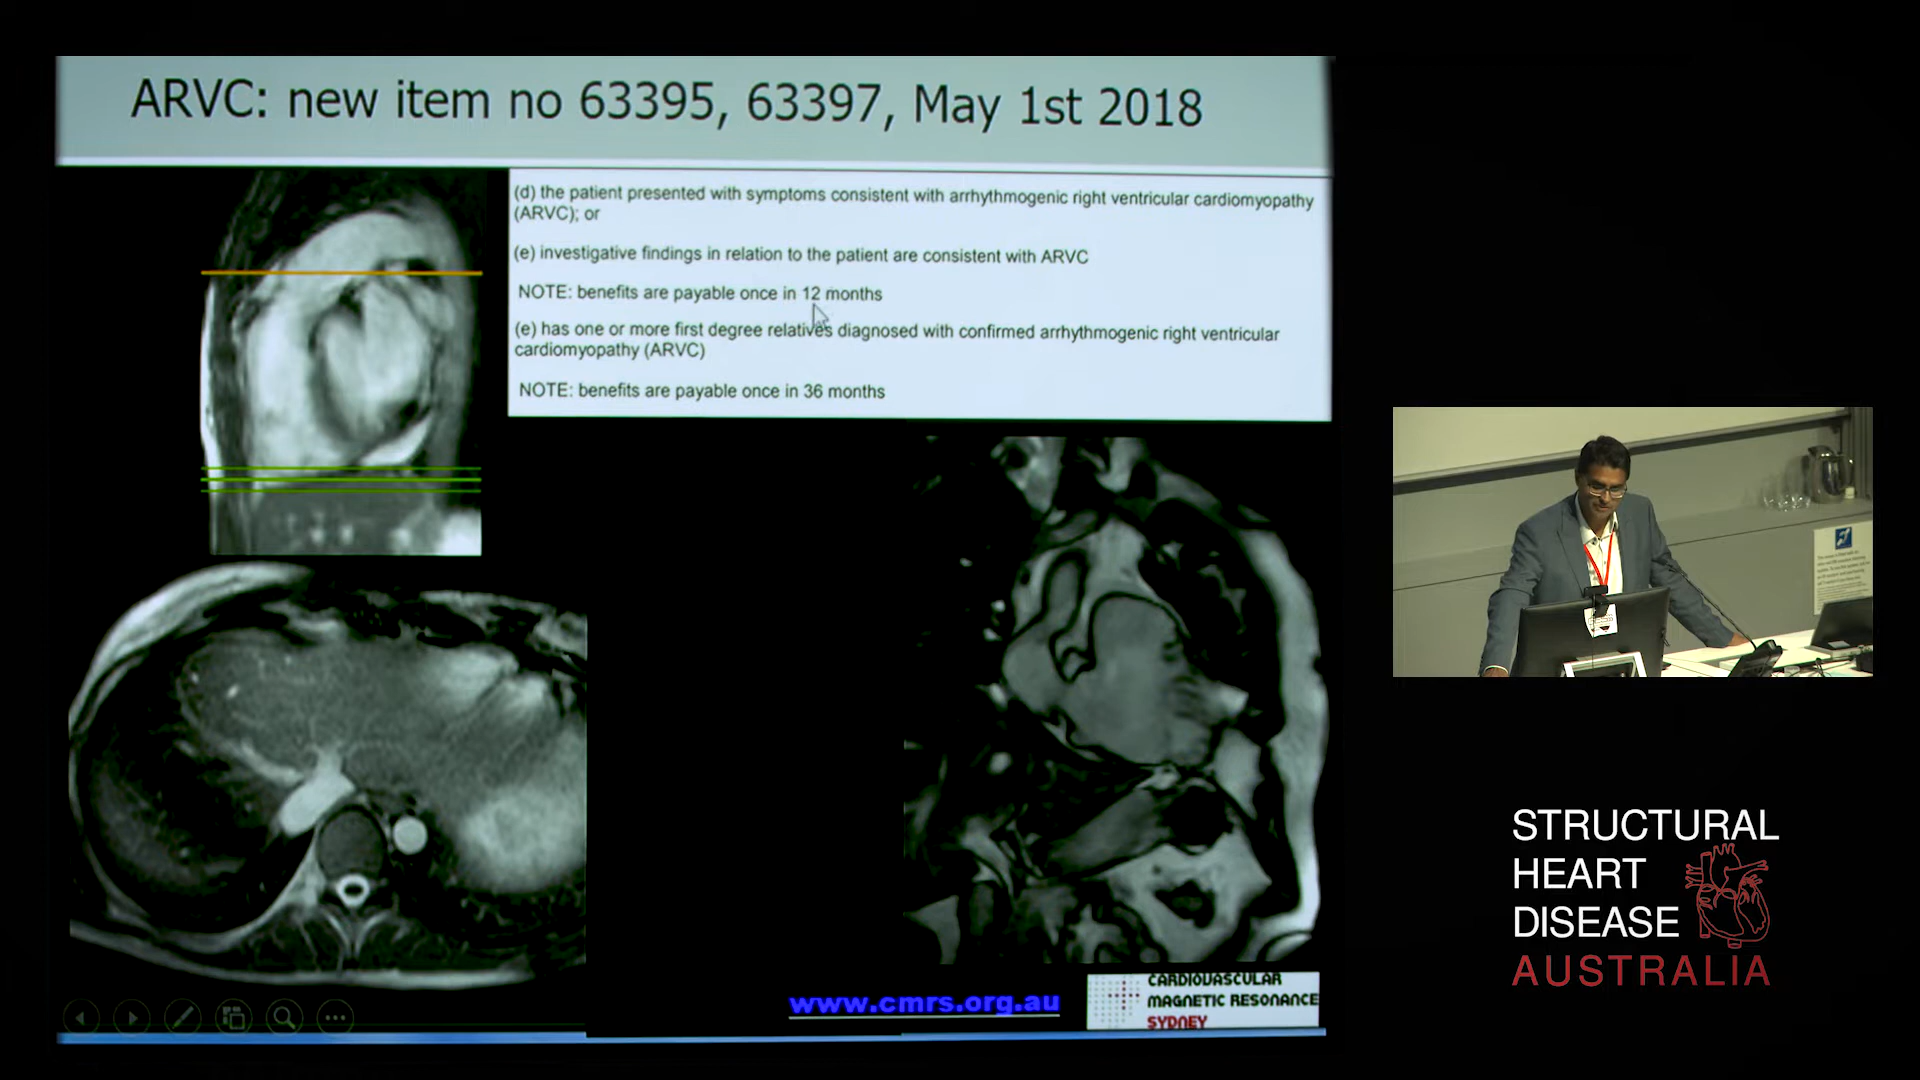 ARVC: new item no 63395, 63397, May 1st 2018
(d) the patient presented with symptoms consistent with arrhythmogenic right ventricular cardiomyopathy
(ARVC); or
(e) investigative findings in relation to the patient are consistent with ARVC
NOTE: benefits are payable once in 12 months
or
(e) has one or more first degree relatives diagnosed with confirmed arrhythmogenic right ventricular
cardiomyopathy (ARVC)
NOTE: benefits are payable once in 36 months
www.cmrs.org.au
CARDIOVASCULAR
MAGNETIC RESONANCE
SYDNEY
STRUCTURAL
HEART
DISEASE
AUSTRALIA